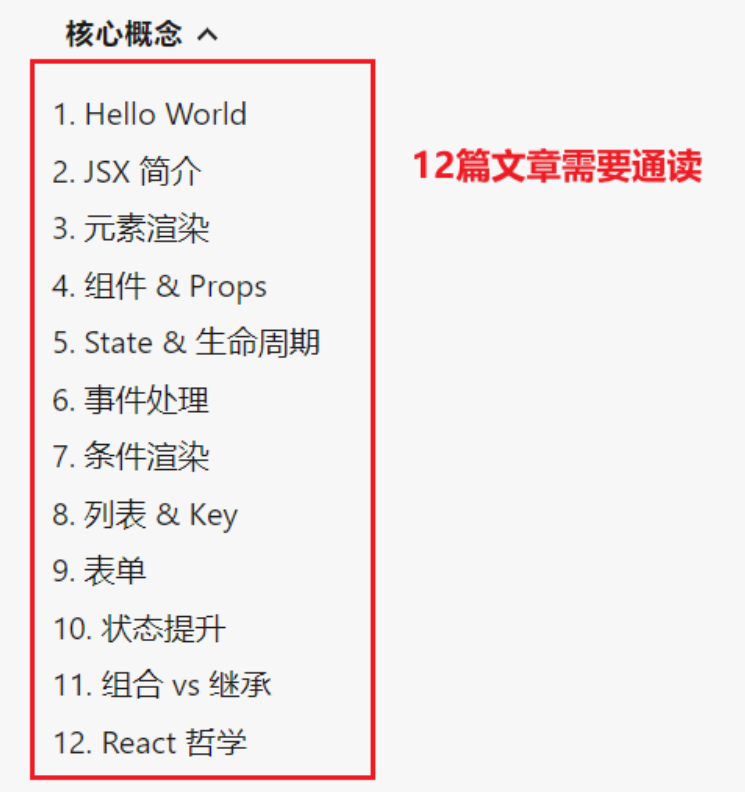 核心概念
1. Hello World
12篇文章需要通读
2. JSX 简介
3. 元素渲染
4. 组件 & Props
5. State & 生命周期
6. 事件处理
7. 条件渲染
8. 列表 & Key
9. 表单
10. 状态提升
11. 组合 vs 继承
12. React 哲学